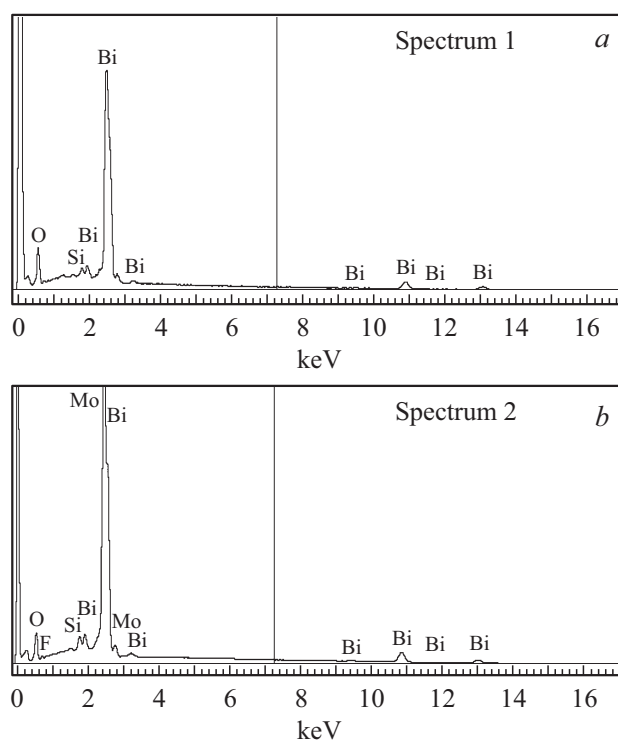 Spectrum 1 a
Bi
O
Si
Bi
Bi
Bi
Bi
Bi
Bi
0 2 4 6 8 10 12 14 16
keV
Spectrum 2 b
Mo
Bi
O
F
Si
Bi
Mo
Bi
Bi
Bi
Bi
Bi
0 2 4 6 8 10 12 14 16
keV